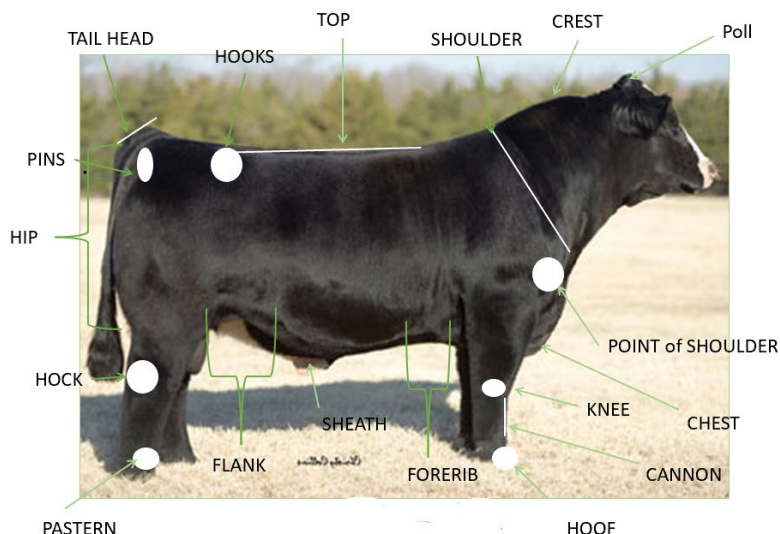 TOP
CREST
TAIL HEAD
SHOULDER
Poll
HOOKS
PINS
HIP
POINT of SHOULDER
HOCK
KNEE
SHEATH
CHEST
FLANK
FORERIB
CANNON
PASTERN
HOOF